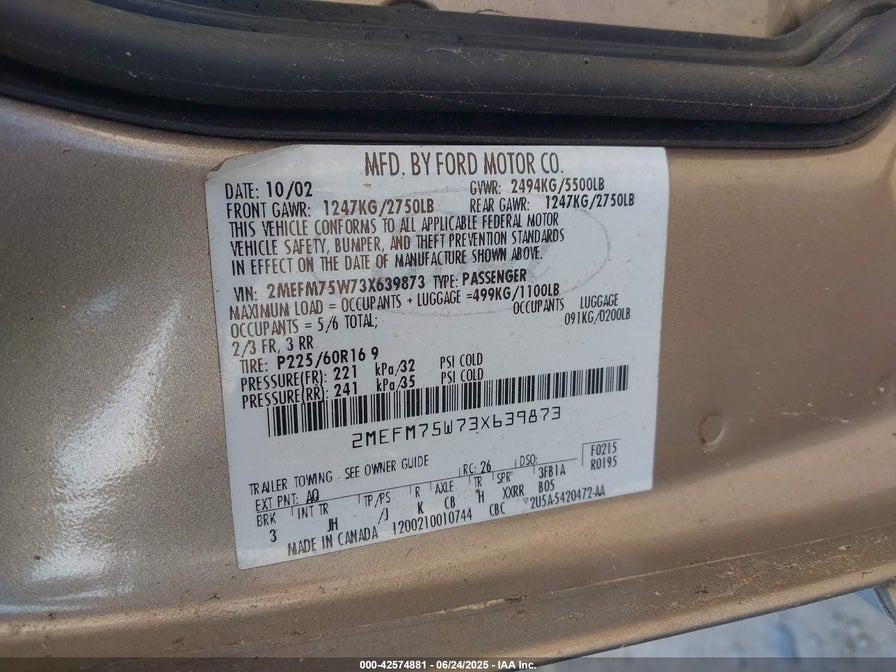 MFD. BY FORD MOTOR CO.
DATE: 10/02 GVWR: 2494KG/5500LB
FRONT GAWR: 1247KG/2750LB REAR GAWR: 1247KG/2750LB
THIS VEHICLE CONFORMS TO ALL APPLICABLE FEDERAL MOTOR
VEHICLE SAFETY, BUMPER, AND THEFT PREVENTION STANDARDS
IN EFFECT ON THE DATE OF MANUFACTURE SHOWN ABOVE.
VIN: 2MEFM75W73X639873 TYPE: PASSENGER
MAXIMUM LOAD = OCCUPANTS + LUGGAGE =499KG/1100LB
OCCUPANTS = 5/6 TOTAL; OCCUPANTS LUGGAGE
2/3 FR, 3 RR 091KG/0200LB
TIRE: P225/60R16 9
PRESSURE(FR): 221 kPa/32 PSI COLD
PRESSURE(RR): 241 kPa/35 PSI COLD
2MEFM75W73X639873
TRAILER TOWING - SEE OWNER GUIDE
EXT PNT: AQ RC: 26 DSO: F0215
BRK INT TR TP/PS R AXLE TR SPR 3FB1A R0195
3 JH /J K CB H XXRR B05
MADE IN CANADA 1200210010744 CBC 2U5A-5420472-AA
000-42574881 - 06/24/2025 - IAA Inc.